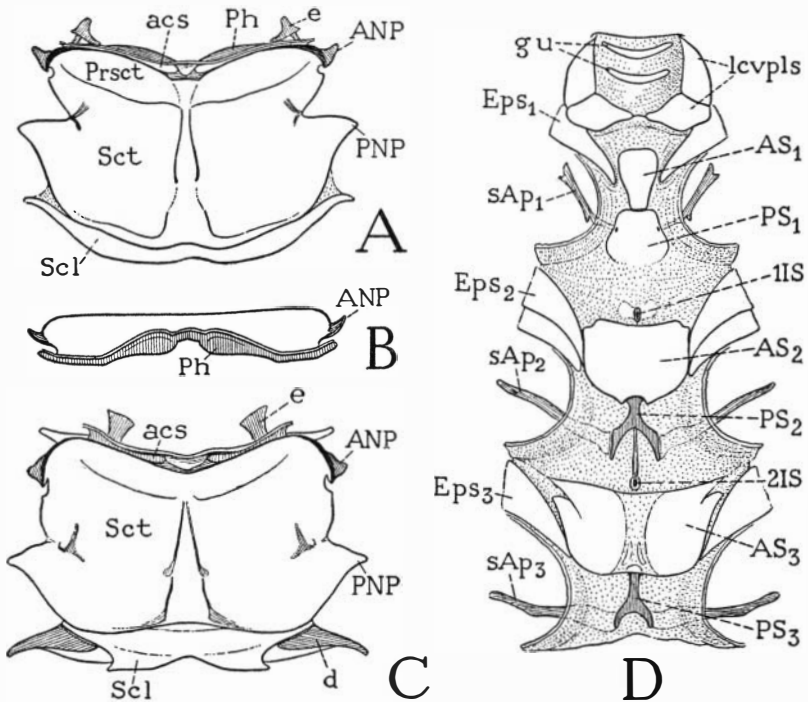 acs
Ph
e
ANP
Prsct
Sct
PNP
Scl
A
ANP
Ph
B
e
acs
ANP
Sct
PNP
Scl
d
C
gu
lcvpls
Eps1
AS1
sAp1
PS1
1IS
Eps2
AS2
sAp2
PS2
2IS
Eps3
AS3
sAp3
PS3
D